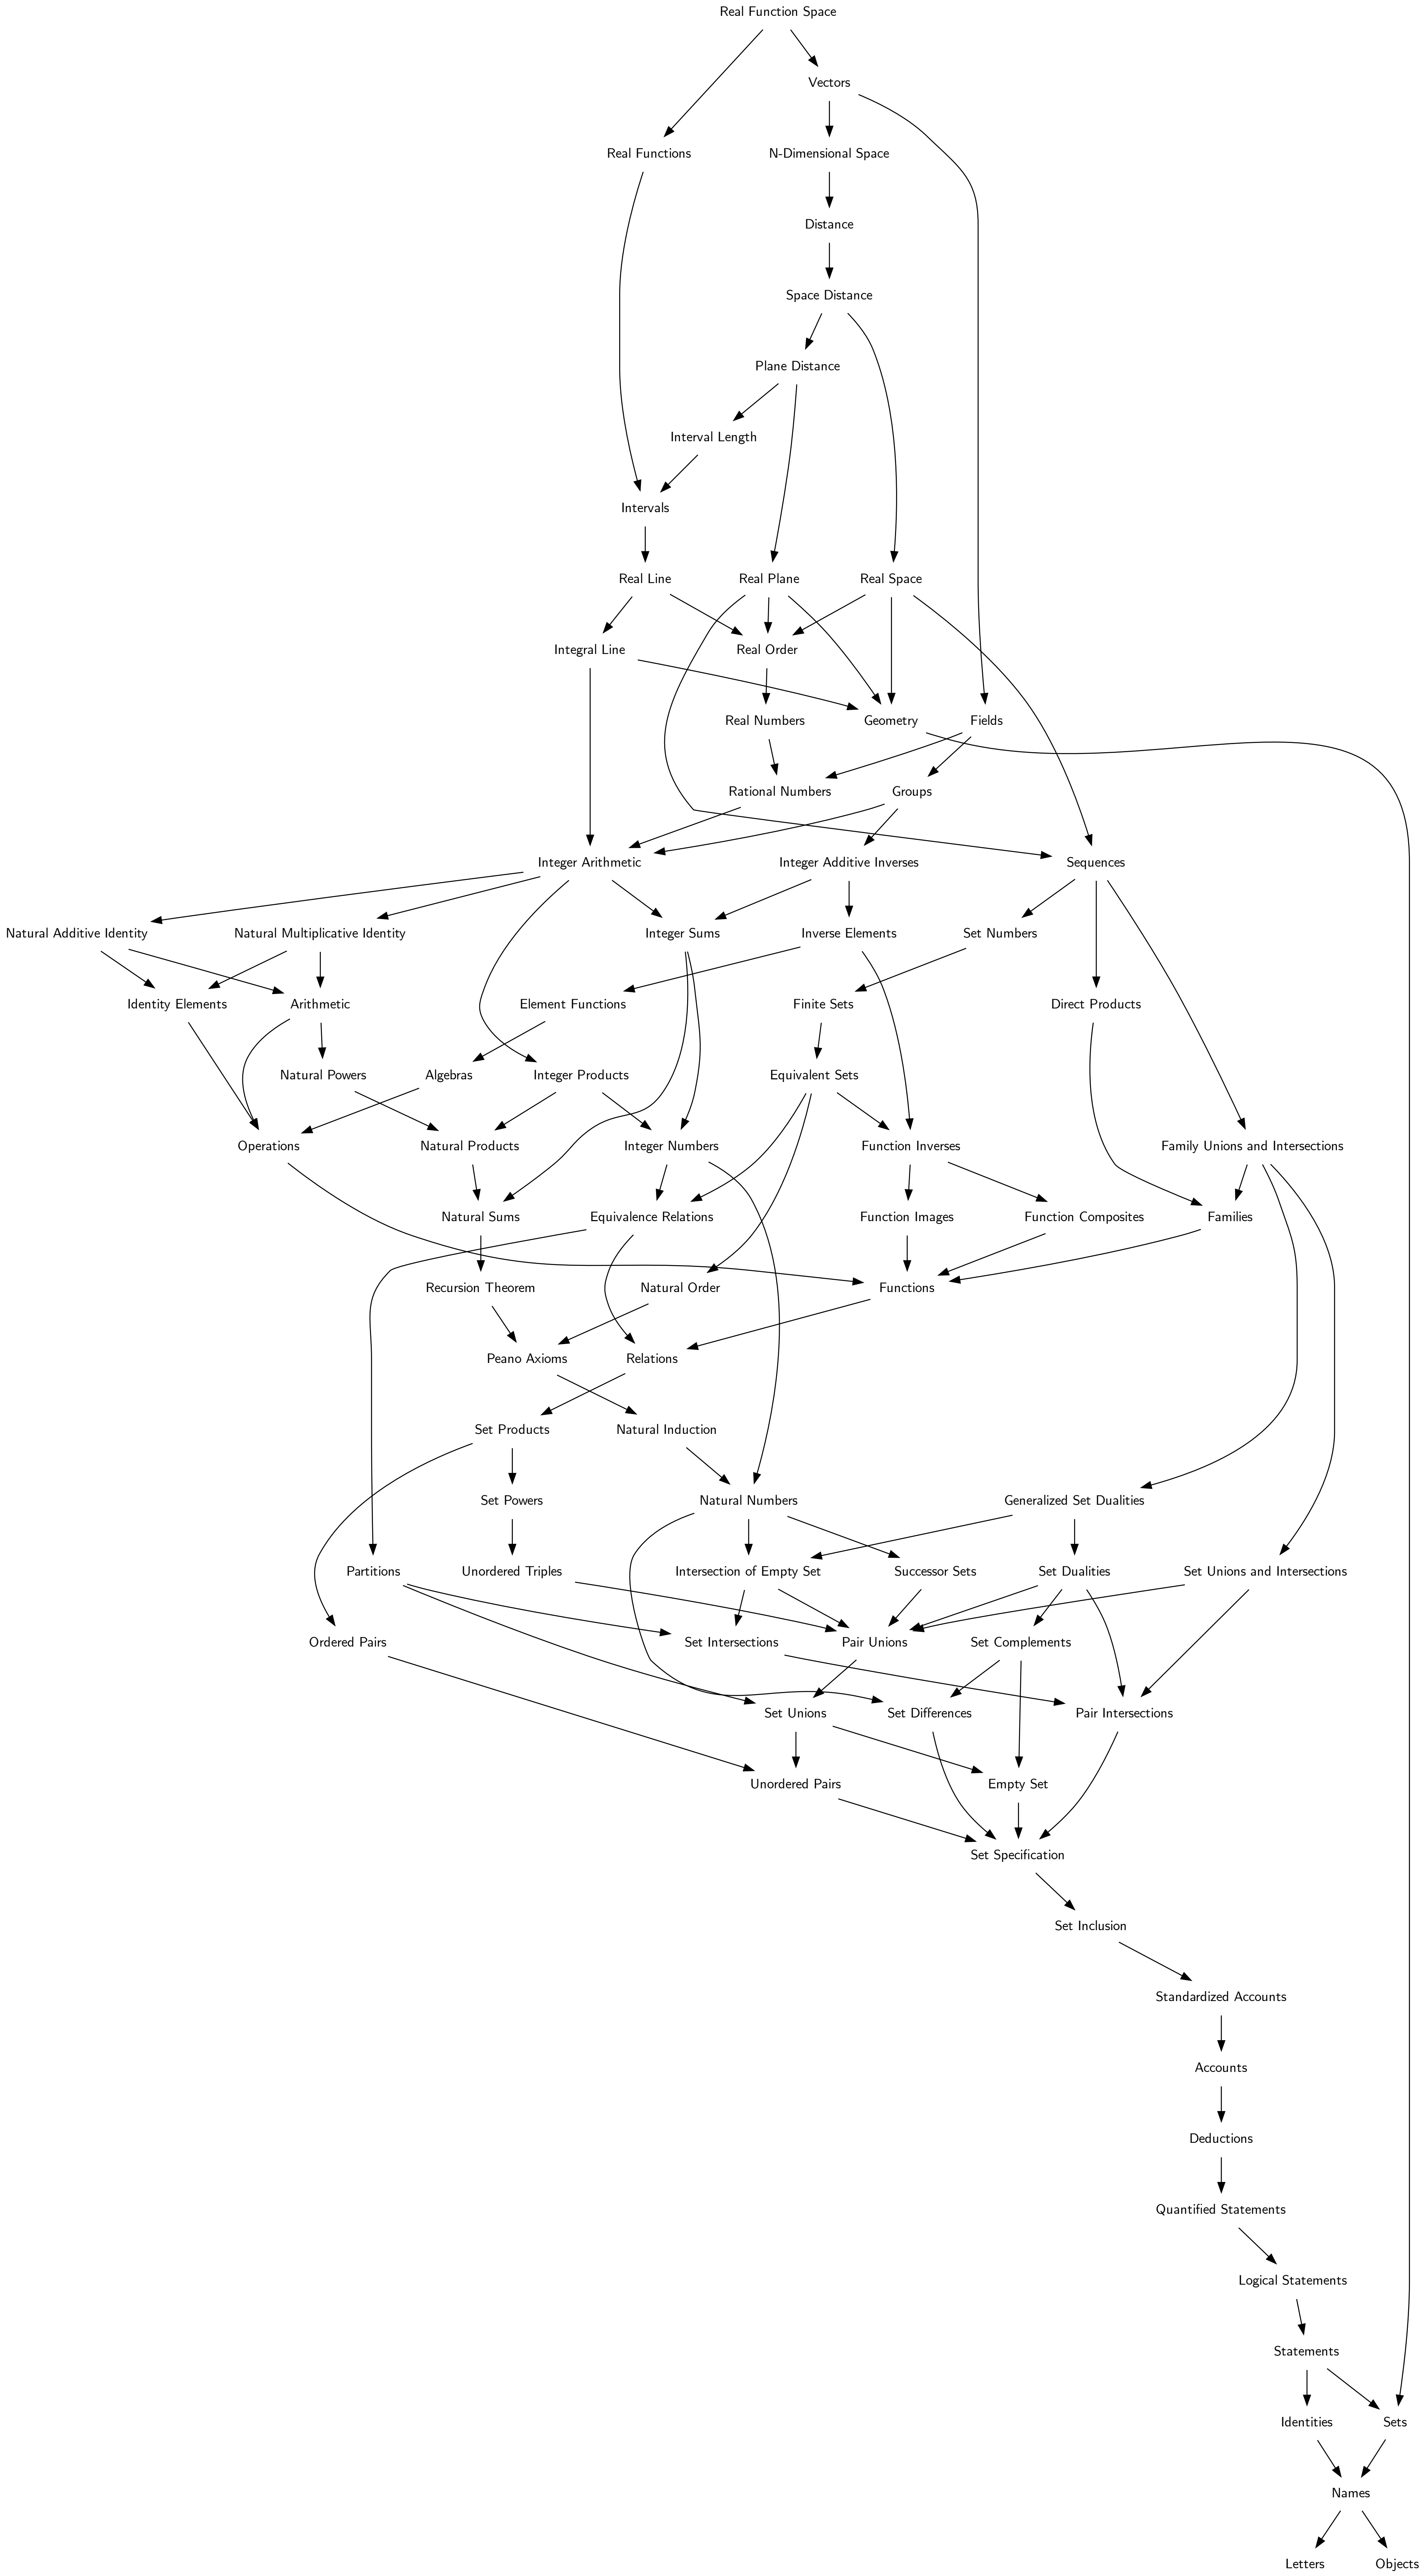 Real Function Space
Vectors
Real Functions
N-Dimensional Space
Distance
Space Distance
Plane Distance
Interval Length
Intervals
Real Line
Real Plane
Real Space
Integral Line
Real Order
Real Numbers
Geometry
Fields
Rational Numbers
Groups
Integer Arithmetic
Integer Additive Inverses
Sequences
Natural Additive Identity
Natural Multiplicative Identity
Integer Sums
Inverse Elements
Set Numbers
Identity Elements
Arithmetic
Element Functions
Finite Sets
Direct Products
Natural Powers
Algebras
Integer Products
Equivalent Sets
Operations
Natural Products
Integer Numbers
Function Inverses
Family Unions and Intersections
Natural Sums
Equivalence Relations
Function Images
Function Composites
Families
Recursion Theorem
Natural Order
Functions
Peano Axioms
Relations
Set Products
Natural Induction
Set Powers
Natural Numbers
Generalized Set Dualities
Partitions
Unordered Triples
Intersection of Empty Set
Successor Sets
Set Dualities
Set Unions and Intersections
Ordered Pairs
Set Intersections
Pair Unions
Set Complements
Set Unions
Set Differences
Pair Intersections
Unordered Pairs
Empty Set
Set Specification
Set Inclusion
Standardized Accounts
Accounts
Deductions
Quantified Statements
Logical Statements
Statements
Identities
Sets
Names
Letters
Objects